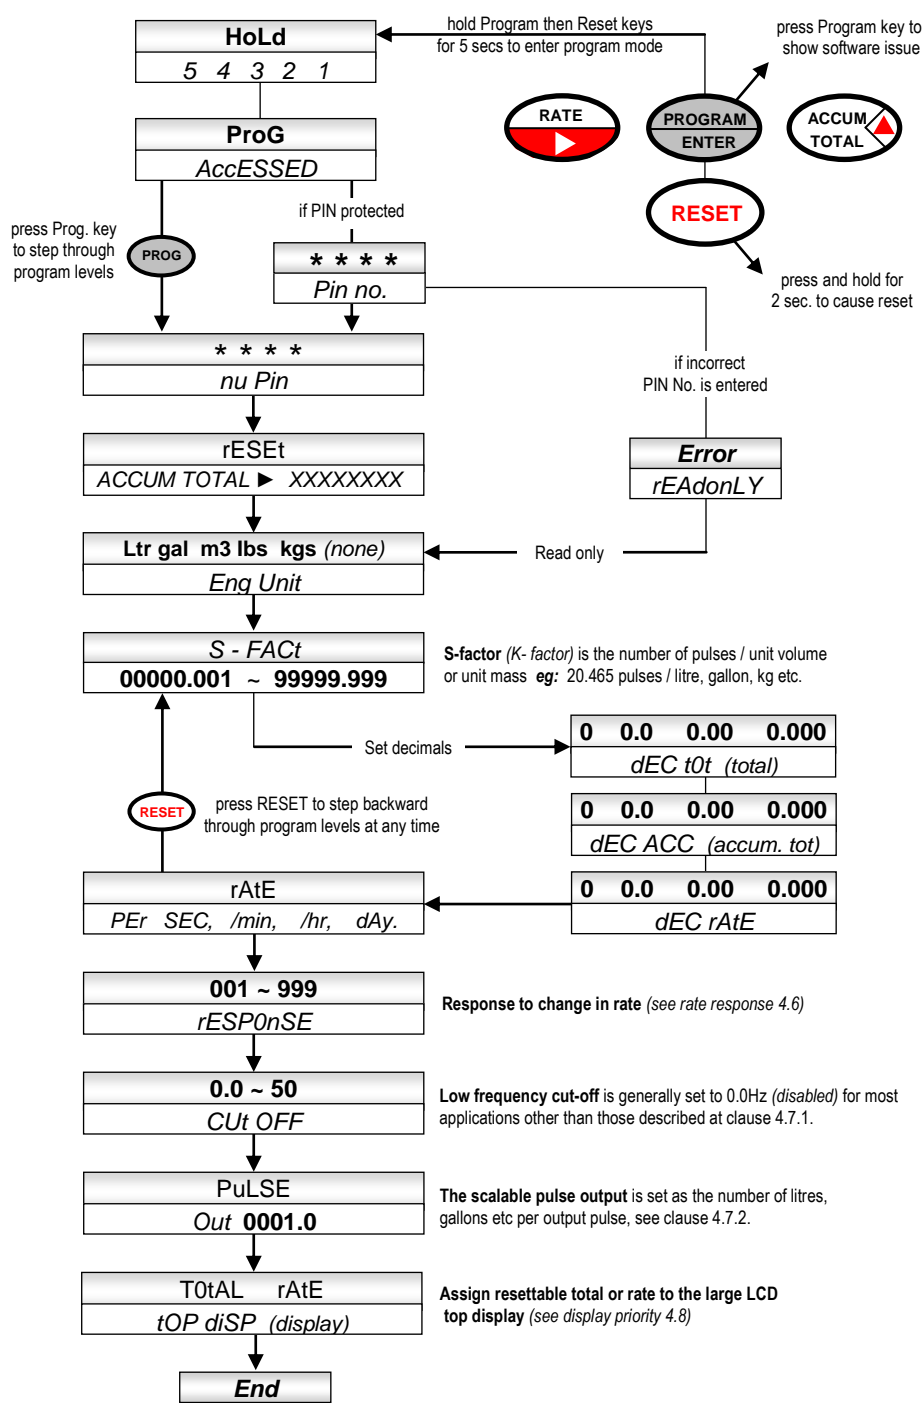 HoLd
5 4 3 2 1
hold Program then Reset keys
for 5 secs to enter program mode
press Program key to
show software issue
RATE
PROGRAM
ENTER
ACCUM
TOTAL
RESET
press and hold for
2 sec. to cause reset
ProG
AccESSED
press Prog. key
to step through
program levels
PROG
if PIN protected
* * * *
Pin no.
* * * *
nu Pin
if incorrect
PIN No. is entered
rESEt
ACCUM TOTAL ► XXXXXXXX
Error
rEAdonLY
Ltr gal m3 lbs kgs (none)
Eng Unit
Read only
S - FACt
00000.001 ~ 99999.999
S-factor (K- factor) is the number of pulses / unit volume
or unit mass eg: 20.465 pulses / litre, gallon, kg etc.
Set decimals
0 0.0 0.00 0.000
dEC t0t (total)
0 0.0 0.00 0.000
dEC ACC (accum. tot)
0 0.0 0.00 0.000
dEC rAtE
RESET
press RESET to step backward
through program levels at any time
rAtE
PEr SEC, /min, /hr, dAy.
001 ~ 999
rESP0nSE
Response to change in rate (see rate response 4.6)
0.0 ~ 50
CUt OFF
Low frequency cut-off is generally set to 0.0Hz (disabled) for most
applications other than those described at clause 4.7.1.
PuLSE
Out 0001.0
The scalable pulse output is set as the number of litres,
gallons etc per output pulse, see clause 4.7.2.
T0tAL rAtE
tOP diSP (display)
Assign resettable total or rate to the large LCD
top display (see display priority 4.8)
End